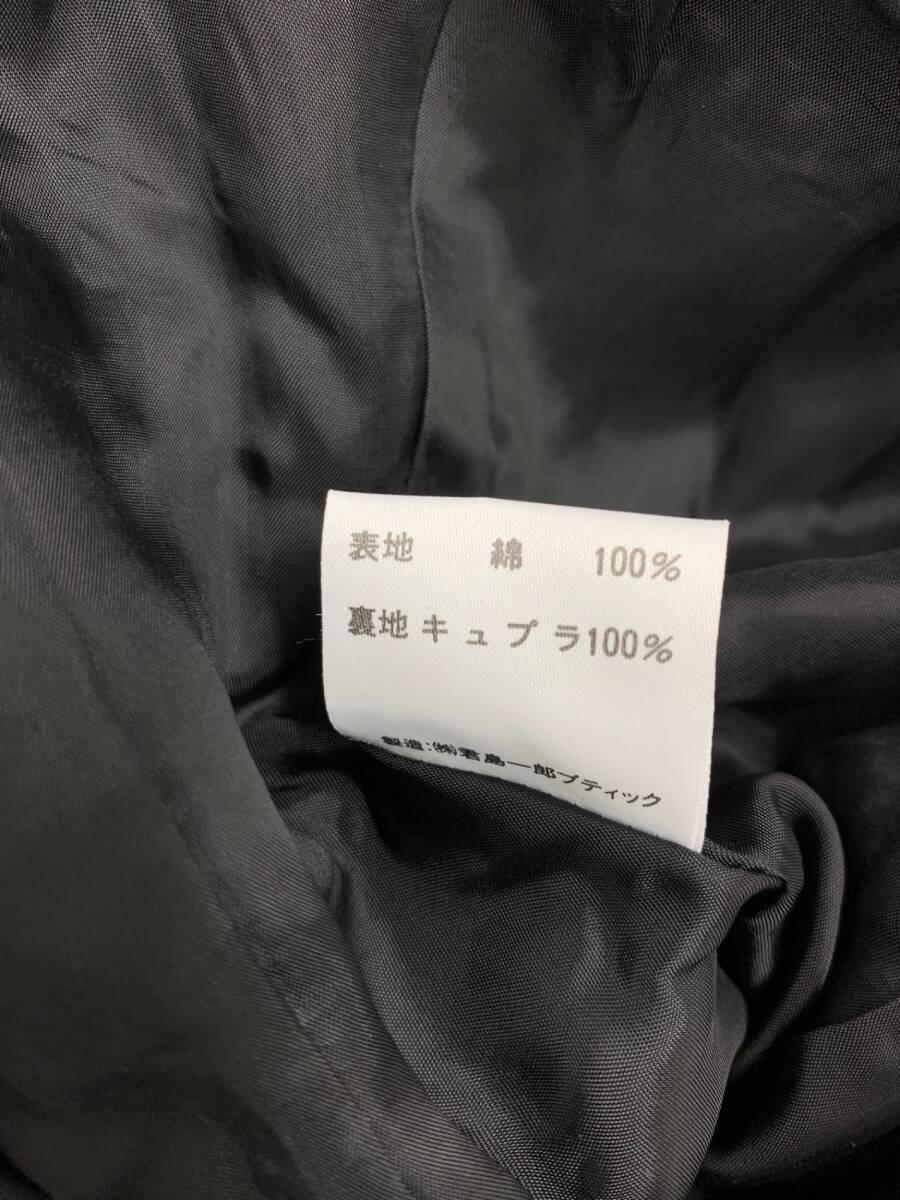 表地 綿 100%
裏地 キュプラ100%
製造:㈱君島一郎ブティック